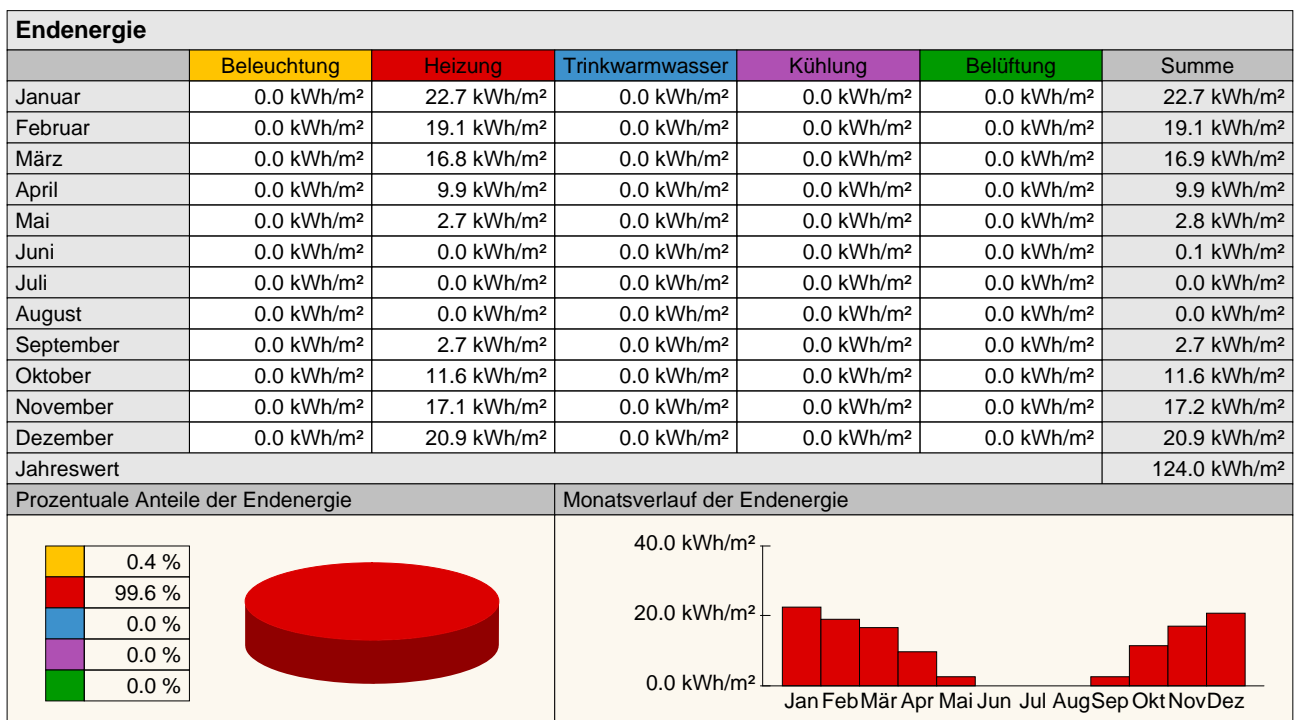 Endenergie
Beleuchtung Heizung Trinkwarmwasser Kühlung Belüftung Summe
Januar 0.0 kWh/m² 22.7 kWh/m² 0.0 kWh/m² 0.0 kWh/m² 0.0 kWh/m² 22.7 kWh/m²
Februar 0.0 kWh/m² 19.1 kWh/m² 0.0 kWh/m² 0.0 kWh/m² 0.0 kWh/m² 19.1 kWh/m²
März 0.0 kWh/m² 16.8 kWh/m² 0.0 kWh/m² 0.0 kWh/m² 0.0 kWh/m² 16.9 kWh/m²
April 0.0 kWh/m² 9.9 kWh/m² 0.0 kWh/m² 0.0 kWh/m² 0.0 kWh/m² 9.9 kWh/m²
Mai 0.0 kWh/m² 2.7 kWh/m² 0.0 kWh/m² 0.0 kWh/m² 0.0 kWh/m² 2.8 kWh/m²
Juni 0.0 kWh/m² 0.0 kWh/m² 0.0 kWh/m² 0.0 kWh/m² 0.0 kWh/m² 0.1 kWh/m²
Juli 0.0 kWh/m² 0.0 kWh/m² 0.0 kWh/m² 0.0 kWh/m² 0.0 kWh/m² 0.0 kWh/m²
August 0.0 kWh/m² 0.0 kWh/m² 0.0 kWh/m² 0.0 kWh/m² 0.0 kWh/m² 0.0 kWh/m²
September 0.0 kWh/m² 2.7 kWh/m² 0.0 kWh/m² 0.0 kWh/m² 0.0 kWh/m² 2.7 kWh/m²
Oktober 0.0 kWh/m² 11.6 kWh/m² 0.0 kWh/m² 0.0 kWh/m² 0.0 kWh/m² 11.6 kWh/m²
November 0.0 kWh/m² 17.1 kWh/m² 0.0 kWh/m² 0.0 kWh/m² 0.0 kWh/m² 17.2 kWh/m²
Dezember 0.0 kWh/m² 20.9 kWh/m² 0.0 kWh/m² 0.0 kWh/m² 0.0 kWh/m² 20.9 kWh/m²
Jahreswert 124.0 kWh/m²
Prozentuale Anteile der Endenergie
0.4 %
99.6 %
0.0 %
0.0 %
0.0 %
Monatsverlauf der Endenergie
40.0 kWh/m²
20.0 kWh/m²
0.0 kWh/m²
Jan Feb Mär Apr Mai Jun Jul Aug Sep Okt Nov Dez